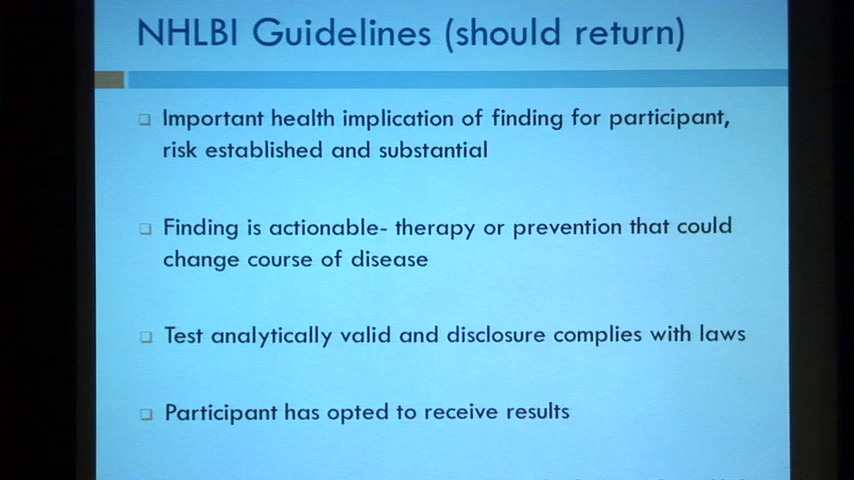 NHLBI Guidelines (should return)
Important health implication of finding for participant,
risk established and substantial
Finding is actionable- therapy or prevention that could
change course of disease
Test analytically valid and disclosure complies with laws
Participant has opted to receive results